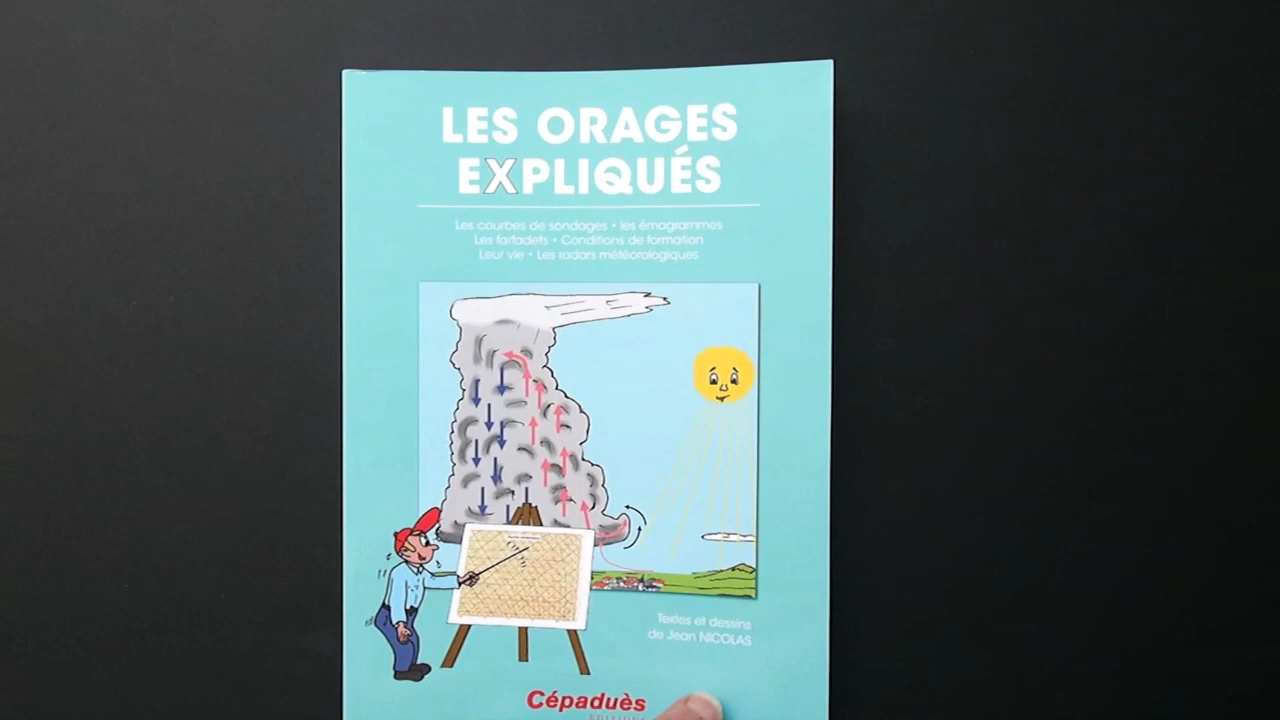 LES ORAGES
EXPLIQUÉS
Les courbes de sondages • les émagrammes
Les farfadets • Conditions de formation
Leur vie • Les radars météorologiques
Textes et dessins
de Jean NICOLAS
Cépaduès